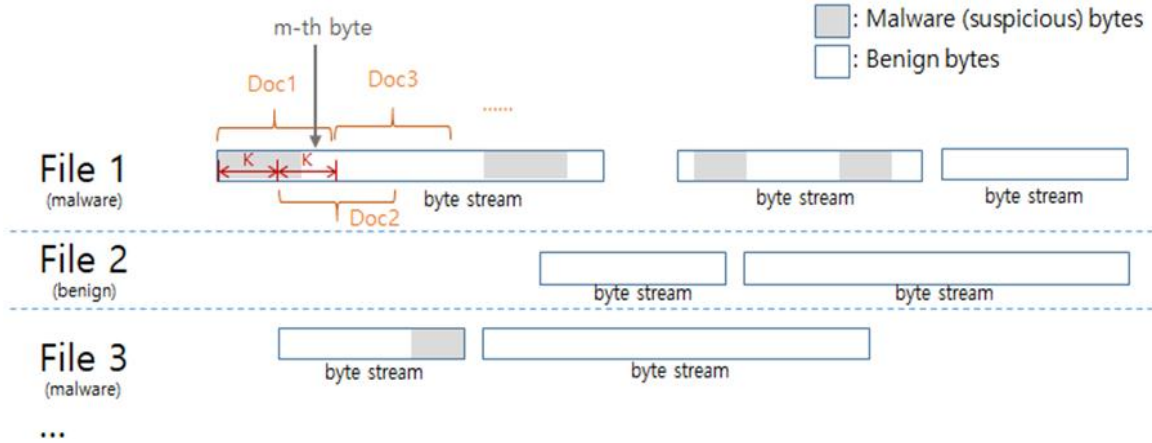 : Malware (suspicious) bytes
m-th byte
: Benign bytes
Doc1
Doc3
......
File 1
(malware)
K
K
byte stream
byte stream
byte stream
Doc2
File 2
(benign)
byte stream
byte stream
File 3
(malware)
byte stream
byte stream
...